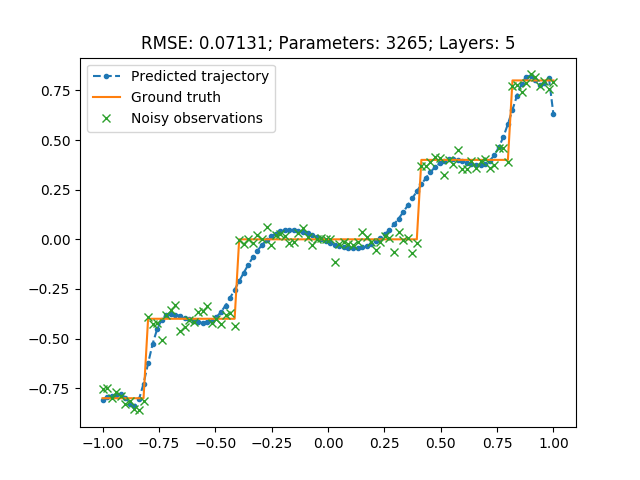 RMSE: 0.07131; Parameters: 3265; Layers: 5
Predicted trajectory
Ground truth
Noisy observations
0.75
0.50
0.25
0.00
−0.25
−0.50
−0.75
−1.00 −0.75 −0.50 −0.25 0.00 0.25 0.50 0.75 1.00